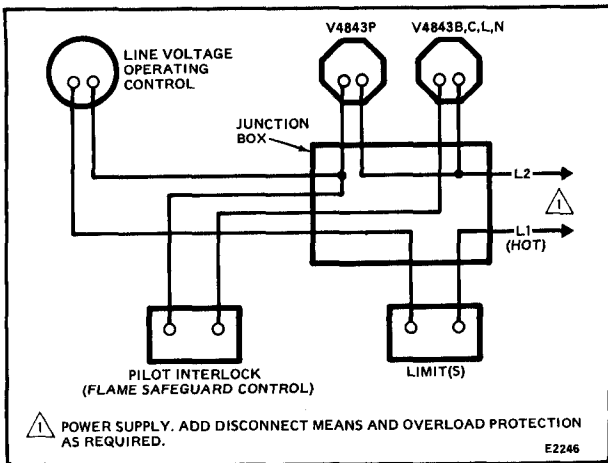 V4843P
V4843B,C,L,N
LINE VOLTAGE
OPERATING
CONTROL
JUNCTION
BOX
L2
1
L1
(HOT)
PILOT INTERLOCK
(FLAME SAFEGUARD CONTROL)
LIMIT(S)
1 POWER SUPPLY. ADD DISCONNECT MEANS AND OVERLOAD PROTECTION
AS REQUIRED.
E2246